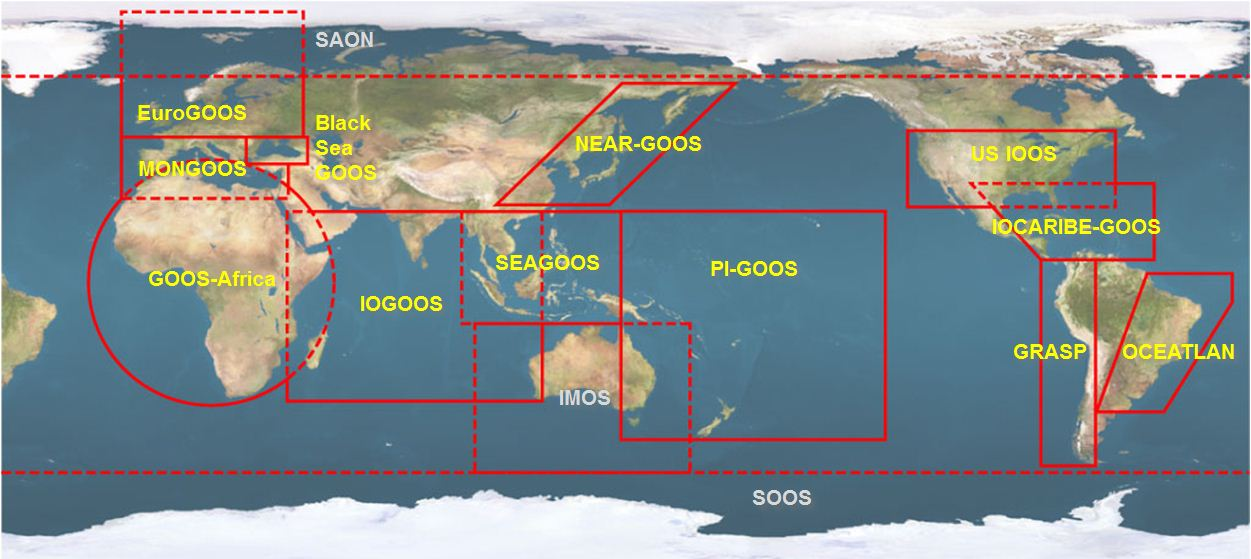 SAON
EuroGOOS
Black
Sea
GOOS
NEAR-GOOS
US IOOS
MONGOOS
IOCARIBE-GOOS
GOOS-Africa
IOGOOS
SEAGOOS
PI-GOOS
GRASP
OCEATLAN
IMOS
SOOS